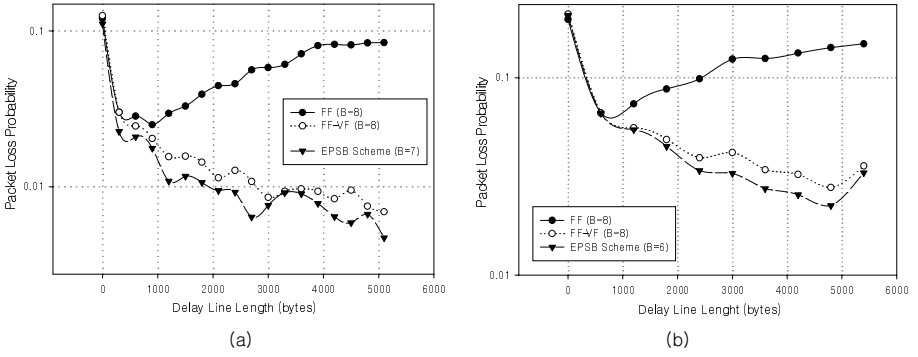 (a)
0.1
0.01
Packet Loss Probability
FF (B=8)
FF-VF (B=8)
EPSB Scheme (B=7)
0 1000 2000 3000 4000 5000 6000
Delay Line Length (bytes)
(a)
(b)
0.1
0.01
Packet Loss Probability
FF (B=8)
FF-VF (B=8)
EPSB Scheme (B=6)
0 1000 2000 3000 4000 5000 6000
Delay Line Lenght (bytes)
(b)